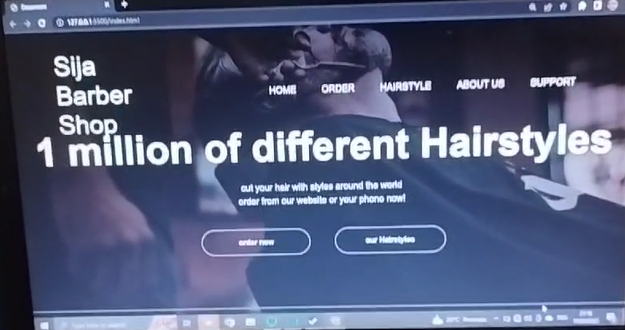 Document
127.0.0.1:5500/index.html
Sija
Barber
Shop
HOME ORDER HAIRSTYLE ABOUT US SUPPORT
1 million of different Hairstyles
cut your hair with styles around the world
order from our website or your phone now!
order now
our Hairstyles
Type here to search